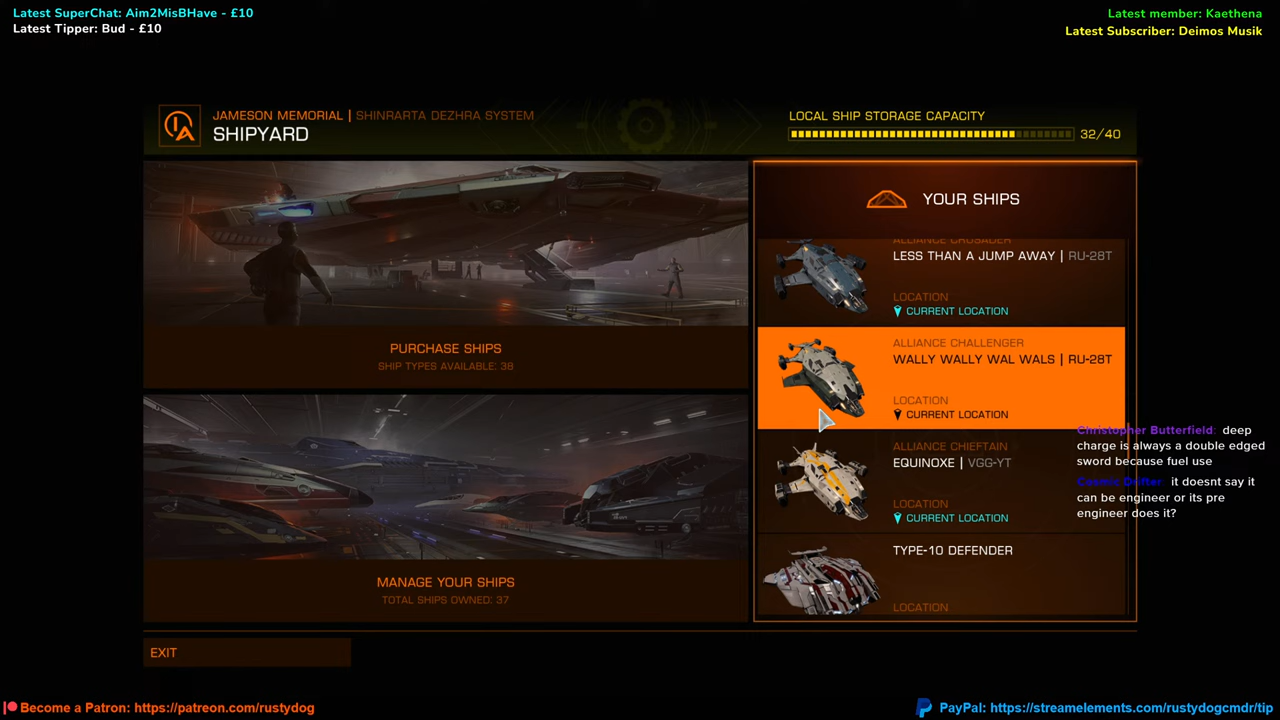 Latest SuperChat: Aim2MisBHave - £10
Latest Tipper: Bud - £10
Latest member: Kaethena
Latest Subscriber: Deimos Musik
JAMESON MEMORIAL | SHINRARTA DEZHRA SYSTEM
SHIPYARD
LOCAL SHIP STORAGE CAPACITY
32/40
PURCHASE SHIPS
SHIP TYPES AVAILABLE: 38
MANAGE YOUR SHIPS
TOTAL SHIPS OWNED: 37
YOUR SHIPS
ALLIANCE CRUSADER
LESS THAN A JUMP AWAY | RU-28T
LOCATION
CURRENT LOCATION
ALLIANCE CHALLENGER
WALLY WALLY WAL WALS | RU-28T
LOCATION
CURRENT LOCATION
ALLIANCE CHIEFTAIN
EQUINOXE | VGG-YT
LOCATION
CURRENT LOCATION
TYPE-10 DEFENDER
LOCATION
Christopher Butterfield: deep
charge is always a double edged
sword because fuel use
Cosmic Drifter: it doesnt say it
can be engineer or its pre
engineer does it?
EXIT
Become a Patron: https://patreon.com/rustydog
PayPal: https://streamelements.com/rustydogcmdr/tip